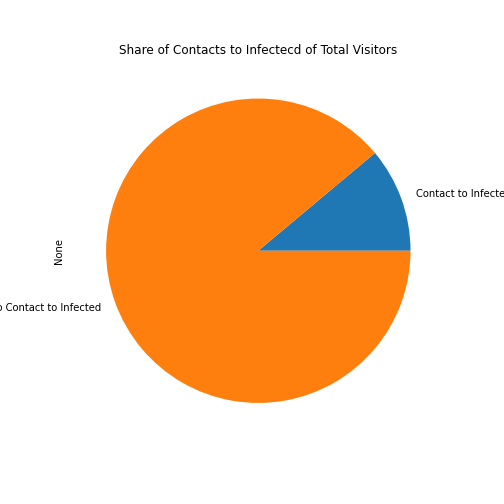 Share of Contacts to Infectecd of Total Visitors
Contact to Infecte
None
o Contact to Infected